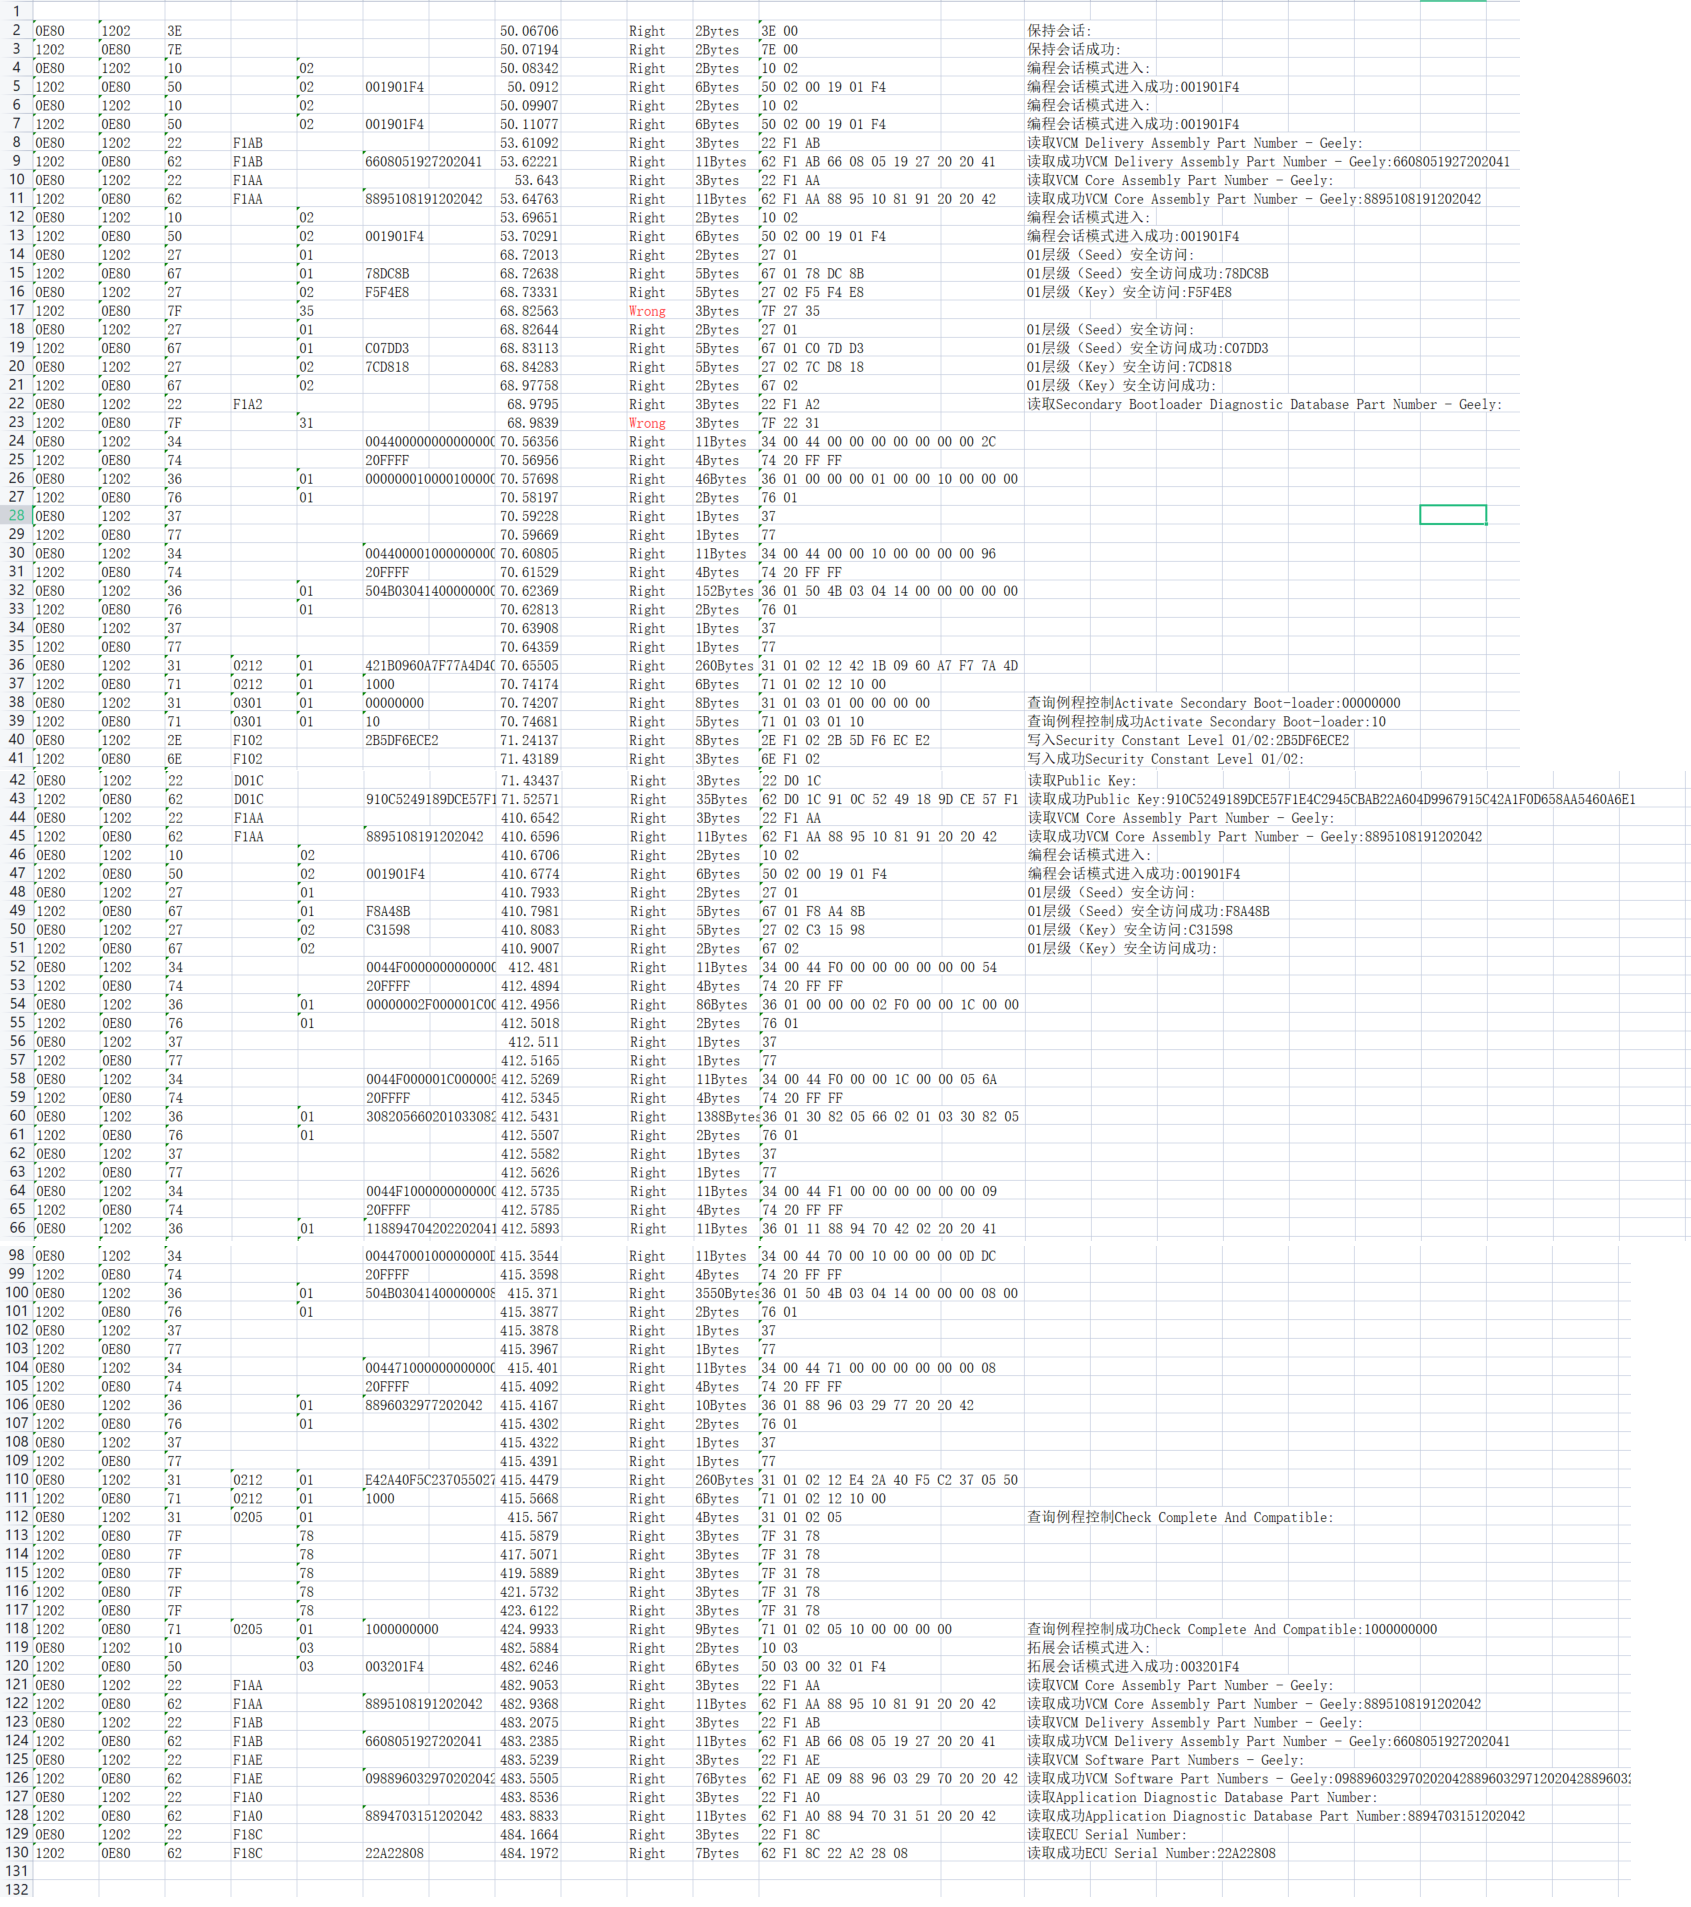 1
2 0E80 1202 3E 50.06706 Right 2Bytes 3E 00 保持会话:
3 1202 0E80 7E 50.07194 Right 2Bytes 7E 00 保持会话成功:
4 0E80 1202 10 02 50.08342 Right 2Bytes 10 02 编程会话模式进入:
5 1202 0E80 50 02 001901F4 50.0912 Right 6Bytes 50 02 00 19 01 F4 编程会话模式进入成功:001901F4
6 0E80 1202 10 02 50.09907 Right 2Bytes 10 02 编程会话模式进入:
7 1202 0E80 50 02 001901F4 50.11077 Right 6Bytes 50 02 00 19 01 F4 编程会话模式进入成功:001901F4
8 0E80 1202 22 F1AB 53.61092 Right 3Bytes 22 F1 AB 读取VCM Delivery Assembly Part Number - Geely:
9 1202 0E80 62 F1AB 6608051927202041 53.62221 Right 11Bytes 62 F1 AB 66 08 05 19 27 20 20 41 读取成功VCM Delivery Assembly Part Number - Geely:6608051927202041
10 0E80 1202 22 F1AA 53.643 Right 3Bytes 22 F1 AA 读取VCM Core Assembly Part Number - Geely:
11 1202 0E80 62 F1AA 8895108191202042 53.64763 Right 11Bytes 62 F1 AA 88 95 10 81 91 20 20 42 读取成功VCM Core Assembly Part Number - Geely:8895108191202042
12 0E80 1202 10 02 53.69651 Right 2Bytes 10 02 编程会话模式进入:
13 1202 0E80 50 02 001901F4 53.70291 Right 6Bytes 50 02 00 19 01 F4 编程会话模式进入成功:001901F4
14 0E80 1202 27 01 68.72013 Right 2Bytes 27 01 01层级（Seed）安全访问:
15 1202 0E80 67 01 78DC8B 68.72638 Right 5Bytes 67 01 78 DC 8B 01层级（Seed）安全访问成功:78DC8B
16 0E80 1202 27 02 F5F4E8 68.73331 Right 5Bytes 27 02 F5 F4 E8 01层级（Key）安全访问:F5F4E8
17 1202 0E80 7F 35 68.82563 Wrong 3Bytes 7F 27 35
18 0E80 1202 27 01 68.82644 Right 2Bytes 27 01 01层级（Seed）安全访问:
19 1202 0E80 67 01 C07DD3 68.83113 Right 5Bytes 67 01 C0 7D D3 01层级（Seed）安全访问成功:C07DD3
20 0E80 1202 27 02 7CD818 68.84283 Right 5Bytes 27 02 7C D8 18 01层级（Key）安全访问:7CD818
21 1202 0E80 67 02 68.97758 Right 2Bytes 67 02 01层级（Key）安全访问成功:
22 0E80 1202 22 F1A2 68.9795 Right 3Bytes 22 F1 A2 读取Secondary Bootloader Diagnostic Database Part Number - Geely:
23 1202 0E80 7F 31 68.9839 Wrong 3Bytes 7F 22 31
24 0E80 1202 34 0044000000000000 70.56356 Right 11Bytes 34 00 44 00 00 00 00 00 00 00 2C
25 1202 0E80 74 20FFFF 70.56956 Right 4Bytes 74 20 FF FF
26 0E80 1202 36 01 0000000100001000 70.57698 Right 46Bytes 36 01 00 00 00 01 00 00 10 00 00 00
27 1202 0E80 76 01 70.58197 Right 2Bytes 76 01
28 0E80 1202 37 70.59228 Right 1Bytes 37
29 1202 0E80 77 70.59669 Right 1Bytes 77
30 0E80 1202 34 0044000010000000 70.60805 Right 11Bytes 34 00 44 00 00 10 00 00 00 00 96
31 1202 0E80 74 20FFFF 70.61529 Right 4Bytes 74 20 FF FF
32 0E80 1202 36 01 504B030414000000 70.62369 Right 152Bytes 36 01 50 4B 03 04 14 00 00 00 00 00
33 1202 0E80 76 01 70.62813 Right 2Bytes 76 01
34 0E80 1202 37 70.63908 Right 1Bytes 37
35 1202 0E80 77 70.64359 Right 1Bytes 77
36 0E80 1202 31 0212 01 421B0960A7F77A4D4 70.65505 Right 260Bytes 31 01 02 12 42 1B 09 60 A7 F7 7A 4D
37 1202 0E80 71 0212 01 1000 70.74174 Right 6Bytes 71 01 02 12 10 00
38 0E80 1202 31 0301 01 00000000 70.74207 Right 8Bytes 31 01 03 01 00 00 00 00 查询例程控制Activate Secondary Boot-loader:00000000
39 1202 0E80 71 0301 01 10 70.74681 Right 5Bytes 71 01 03 01 10 查询例程控制成功Activate Secondary Boot-loader:10
40 0E80 1202 2E F102 2B5DF6ECE2 71.24137 Right 8Bytes 2E F1 02 2B 5D F6 EC E2 写入Security Constant Level 01/02:2B5DF6ECE2
41 1202 0E80 6E F102 71.43189 Right 3Bytes 6E F1 02 写入成功Security Constant Level 01/02:
42 0E80 1202 22 D01C 71.43437 Right 3Bytes 22 D0 1C 读取Public Key:
43 1202 0E80 62 D01C 910C5249189DCE57F1 71.52571 Right 35Bytes 62 D0 1C 91 0C 52 49 18 9D CE 57 F1 读取成功Public Key:910C5249189DCE57F1E4C2945CBAB22A604D9967915C42A1F0D658AA5460A6E1
44 0E80 1202 22 F1AA 410.6542 Right 3Bytes 22 F1 AA 读取VCM Core Assembly Part Number - Geely:
45 1202 0E80 62 F1AA 8895108191202042 410.6596 Right 11Bytes 62 F1 AA 88 95 10 81 91 20 20 42 读取成功VCM Core Assembly Part Number - Geely:8895108191202042
46 0E80 1202 10 02 410.6706 Right 2Bytes 10 02 编程会话模式进入:
47 1202 0E80 50 02 001901F4 410.6774 Right 6Bytes 50 02 00 19 01 F4 编程会话模式进入成功:001901F4
48 0E80 1202 27 01 410.7933 Right 2Bytes 27 01 01层级（Seed）安全访问:
49 1202 0E80 67 01 F8A48B 410.7981 Right 5Bytes 67 01 F8 A4 8B 01层级（Seed）安全访问成功:F8A48B
50 0E80 1202 27 02 C31598 410.8083 Right 5Bytes 27 02 C3 15 98 01层级（Key）安全访问:C31598
51 1202 0E80 67 02 410.9007 Right 2Bytes 67 02 01层级（Key）安全访问成功:
52 0E80 1202 34 0044F00000000000 412.481 Right 11Bytes 34 00 44 F0 00 00 00 00 00 00 54
53 1202 0E80 74 20FFFF 412.4894 Right 4Bytes 74 20 FF FF
54 0E80 1202 36 01 00000002F000001C00 412.4956 Right 86Bytes 36 01 00 00 00 02 F0 00 00 1C 00 00
55 1202 0E80 76 01 412.5018 Right 2Bytes 76 01
56 0E80 1202 37 412.511 Right 1Bytes 37
57 1202 0E80 77 412.5165 Right 1Bytes 77
58 0E80 1202 34 0044F000001C000005 412.5269 Right 11Bytes 34 00 44 F0 00 00 1C 00 00 05 6A
59 1202 0E80 74 20FFFF 412.5345 Right 4Bytes 74 20 FF FF
60 0E80 1202 36 01 308205660201033082 412.5431 Right 1388Bytes 36 01 30 82 05 66 02 01 03 30 82 05
61 1202 0E80 76 01 412.5507 Right 2Bytes 76 01
62 0E80 1202 37 412.5582 Right 1Bytes 37
63 1202 0E80 77 412.5626 Right 1Bytes 77
64 0E80 1202 34 0044F10000000000 412.5735 Right 11Bytes 34 00 44 F1 00 00 00 00 00 00 09
65 1202 0E80 74 20FFFF 412.5785 Right 4Bytes 74 20 FF FF
66 0E80 1202 36 01 118894704202202041 412.5893 Right 11Bytes 36 01 11 88 94 70 42 02 20 20 41
98 0E80 1202 34 00447000100000000D 415.3544 Right 11Bytes 34 00 44 70 00 10 00 00 00 0D DC
99 1202 0E80 74 20FFFF 415.3598 Right 4Bytes 74 20 FF FF
100 0E80 1202 36 01 504B03041400000008 415.371 Right 3550Bytes 36 01 50 4B 03 04 14 00 00 00 08 00
101 1202 0E80 76 01 415.3877 Right 2Bytes 76 01
102 0E80 1202 37 415.3878 Right 1Bytes 37
103 1202 0E80 77 415.3967 Right 1Bytes 77
104 0E80 1202 34 0044710000000000 415.401 Right 11Bytes 34 00 44 71 00 00 00 00 00 00 08
105 1202 0E80 74 20FFFF 415.4092 Right 4Bytes 74 20 FF FF
106 0E80 1202 36 01 8896032977202042 415.4167 Right 10Bytes 36 01 88 96 03 29 77 20 20 42
107 1202 0E80 76 01 415.4302 Right 2Bytes 76 01
108 0E80 1202 37 415.4322 Right 1Bytes 37
109 1202 0E80 77 415.4391 Right 1Bytes 77
110 0E80 1202 31 0212 01 E42A40F5C237055027 415.4479 Right 260Bytes 31 01 02 12 E4 2A 40 F5 C2 37 05 50
111 1202 0E80 71 0212 01 1000 415.5668 Right 6Bytes 71 01 02 12 10 00
112 0E80 1202 31 0205 01 415.567 Right 4Bytes 31 01 02 05 查询例程控制Check Complete And Compatible:
113 1202 0E80 7F 78 415.5879 Right 3Bytes 7F 31 78
114 1202 0E80 7F 78 417.5071 Right 3Bytes 7F 31 78
115 1202 0E80 7F 78 419.5889 Right 3Bytes 7F 31 78
116 1202 0E80 7F 78 421.5732 Right 3Bytes 7F 31 78
117 1202 0E80 7F 78 423.6122 Right 3Bytes 7F 31 78
118 1202 0E80 71 0205 01 1000000000 424.9933 Right 9Bytes 71 01 02 05 10 00 00 00 00 查询例程控制成功Check Complete And Compatible:1000000000
119 0E80 1202 10 03 482.5884 Right 2Bytes 10 03 拓展会话模式进入:
120 1202 0E80 50 03 003201F4 482.6246 Right 6Bytes 50 03 00 32 01 F4 拓展会话模式进入成功:003201F4
121 0E80 1202 22 F1AA 482.9053 Right 3Bytes 22 F1 AA 读取VCM Core Assembly Part Number - Geely:
122 1202 0E80 62 F1AA 8895108191202042 482.9368 Right 11Bytes 62 F1 AA 88 95 10 81 91 20 20 42 读取成功VCM Core Assembly Part Number - Geely:8895108191202042
123 0E80 1202 22 F1AB 483.2075 Right 3Bytes 22 F1 AB 读取VCM Delivery Assembly Part Number - Geely:
124 1202 0E80 62 F1AB 6608051927202041 483.2385 Right 11Bytes 62 F1 AB 66 08 05 19 27 20 20 41 读取成功VCM Delivery Assembly Part Number - Geely:6608051927202041
125 0E80 1202 22 F1AE 483.5239 Right 3Bytes 22 F1 AE 读取VCM Software Part Numbers - Geely:
126 1202 0E80 62 F1AE 098896032970202042 483.5505 Right 76Bytes 62 F1 AE 09 88 96 03 29 70 20 20 42 读取成功VCM Software Part Numbers - Geely:09889603297020204288960329712020428896032
127 0E80 1202 22 F1A0 483.8536 Right 3Bytes 22 F1 A0 读取Application Diagnostic Database Part Number:
128 1202 0E80 62 F1A0 8894703151202042 483.8833 Right 11Bytes 62 F1 A0 88 94 70 31 51 20 20 42 读取成功Application Diagnostic Database Part Number:8894703151202042
129 0E80 1202 22 F18C 484.1664 Right 3Bytes 22 F1 8C 读取ECU Serial Number:
130 1202 0E80 62 F18C 22A22808 484.1972 Right 7Bytes 62 F1 8C 22 A2 28 08 读取成功ECU Serial Number:22A22808
131
132